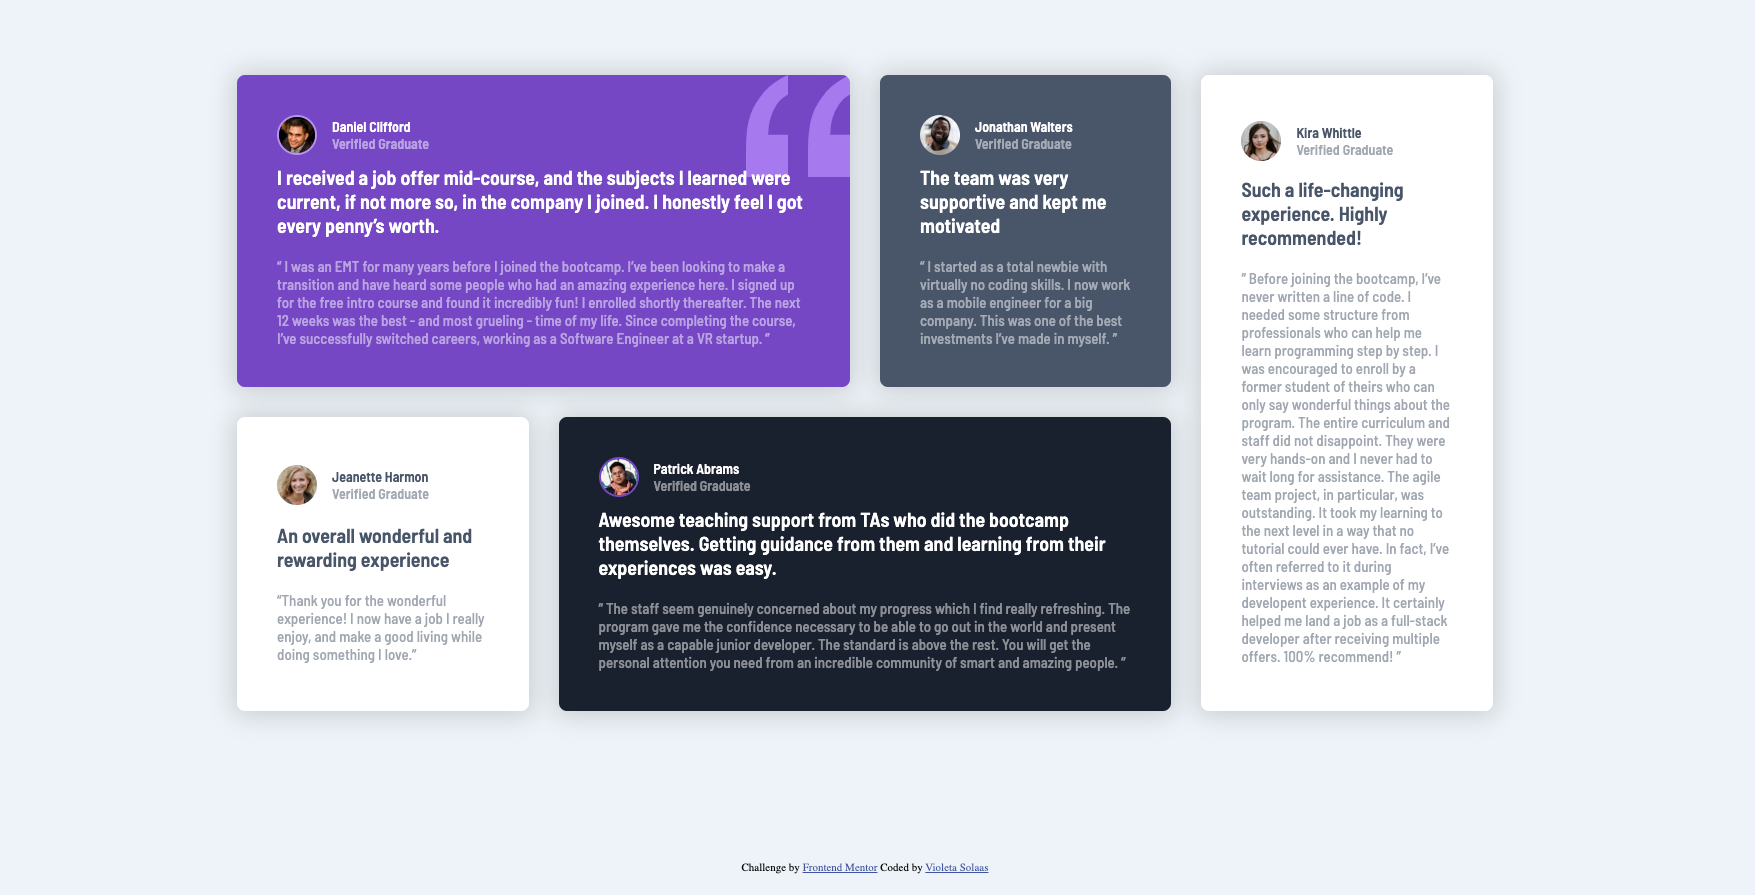 Daniel Clifford
Verified Graduate
I received a job offer mid-course, and the subjects I learned were
current, if not more so, in the company I joined. I honestly feel I got
every penny’s worth.
“ I was an EMT for many years before I joined the bootcamp. I’ve been looking to make a
transition and have heard some people who had an amazing experience here. I signed up
for the free intro course and found it incredibly fun! I enrolled shortly thereafter. The next
12 weeks was the best - and most grueling - time of my life. Since completing the course,
I’ve successfully switched careers, working as a Software Engineer at a VR startup. ”
Jonathan Walters
Verified Graduate
The team was very
supportive and kept me
motivated
“ I started as a total newbie with
virtually no coding skills. I now work
as a mobile engineer for a big
company. This was one of the best
investments I’ve made in myself. ”
Kira Whittle
Verified Graduate
Such a life-changing
experience. Highly
recommended!
“ Before joining the bootcamp, I’ve
never written a line of code. I
needed some structure from
professionals who can help me
learn programming step by step. I
was encouraged to enroll by a
former student of theirs who can
only say wonderful things about the
program. The entire curriculum and
staff did not disappoint. They were
very hands-on and I never had to
wait long for assistance. The agile
team project, in particular, was
outstanding. It took my learning to
the next level in a way that no
tutorial could ever have. In fact, I’ve
often referred to it during
interviews as an example of my
developent experience. It certainly
helped me land a job as a full-stack
developer after receiving multiple
offers. 100% recommend! ”
Jeanette Harmon
Verified Graduate
An overall wonderful and
rewarding experience
“Thank you for the wonderful
experience! I now have a job I really
enjoy, and make a good living while
doing something I love.”
Patrick Abrams
Verified Graduate
Awesome teaching support from TAs who did the bootcamp
themselves. Getting guidance from them and learning from their
experiences was easy.
“ The staff seem genuinely concerned about my progress which I find really refreshing. The
program gave me the confidence necessary to be able to go out in the world and present
myself as a capable junior developer. The standard is above the rest. You will get the
personal attention you need from an incredible community of smart and amazing people. ”
Challenge by Frontend Mentor Coded by Violeta Solaas